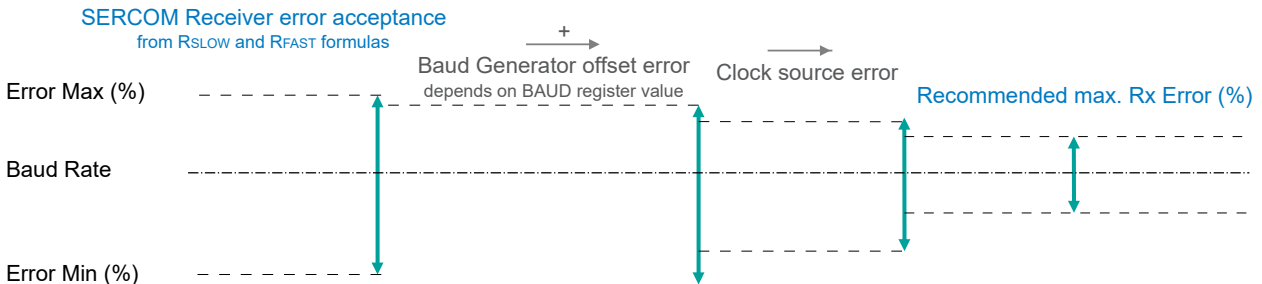 SERCOM Receiver error acceptance
from RSLOW and RFAST formulas
+
Baud Generator offset error
depends on BAUD register value
Clock source error
Recommended max. Rx Error (%)
Error Max (%)
Baud Rate
Error Min (%)